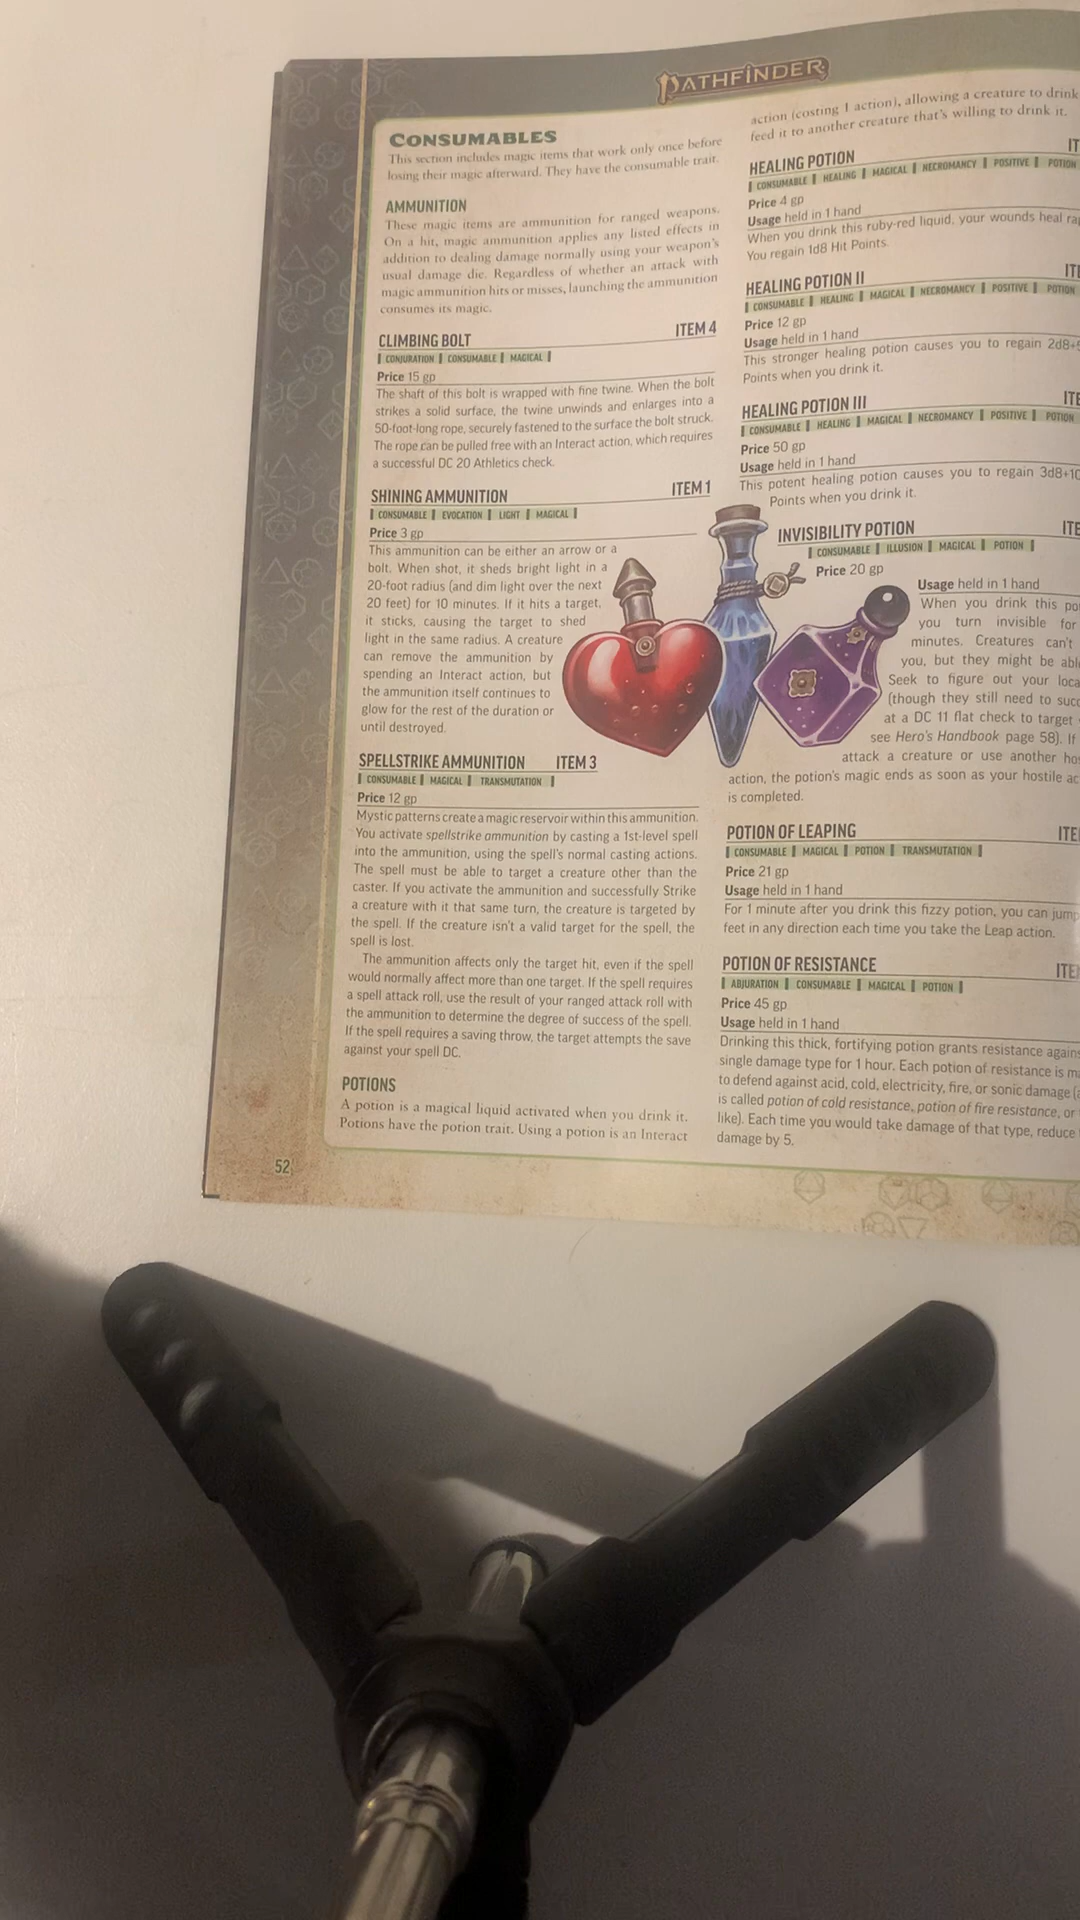 PATHFINDER
CONSUMABLES
This section includes magic items that work only once before
losing their magic afterward. They have the consumable trait.
AMMUNITION
These magic items are ammunition for ranged weapons.
On a hit, magic ammunition applies any listed effects in
addition to dealing damage normally using your weapon's
usual damage die. Regardless of whether an attack with
magic ammunition hits or misses, launching the ammunition
consumes its magic.
CLIMBING BOLT ITEM 4
CONJURATION CONSUMABLE MAGICAL
Price 15 gp
The shaft of this bolt is wrapped with fine twine. When the bolt
strikes a solid surface, the twine unwinds and enlarges into a
50-foot-long rope, securely fastened to the surface the bolt struck.
The rope can be pulled free with an Interact action, which requires
a successful DC 20 Athletics check.
SHINING AMMUNITION ITEM 1
CONSUMABLE EVOCATION LIGHT MAGICAL
Price 3 gp
This ammunition can be either an arrow or a
bolt. When shot, it sheds bright light in a
20-foot radius (and dim light over the next
20 feet) for 10 minutes. If it hits a target,
it sticks, causing the target to shed
light in the same radius. A creature
can remove the ammunition by
spending an Interact action, but
the ammunition itself continues to
glow for the rest of the duration or
until destroyed.
SPELLSTRIKE AMMUNITION ITEM 3
CONSUMABLE MAGICAL TRANSMUTATION
Price 12 gp
Mystic patterns create a magic reservoir within this ammunition.
You activate spellstrike ammunition by casting a 1st-level spell
into the ammunition, using the spell's normal casting actions.
The spell must be able to target a creature other than the
caster. If you activate the ammunition and successfully Strike
a creature with it that same turn, the creature is targeted by
the spell. If the creature isn't a valid target for the spell, the
spell is lost.
The ammunition affects only the target hit, even if the spell
would normally affect more than one target. If the spell requires
a spell attack roll, use the result of your ranged attack roll with
the ammunition to determine the degree of success of the spell.
If the spell requires a saving throw, the target attempts the save
against your spell DC.
POTIONS
A potion is a magical liquid activated when you drink it.
Potions have the potion trait. Using a potion is an Interact
52
action (costing 1 action), allowing a creature to drink
feed it to another creature that's willing to drink it.
HEALING POTION IT
CONSUMABLE HEALING MAGICAL NECROMANCY POSITIVE POTION
Price 4 gp
Usage held in 1 hand
When you drink this ruby-red liquid, your wounds heal ra
You regain 1d8 Hit Points.
HEALING POTION II IT
CONSUMABLE HEALING MAGICAL NECROMANCY POSITIVE POTION
Price 12 gp
Usage held in 1 hand
This stronger healing potion causes you to regain 2d8+
Points when you drink it.
HEALING POTION III ITE
CONSUMABLE HEALING MAGICAL NECROMANCY POSITIVE POTION
Price 50 gp
Usage held in 1 hand
This potent healing potion causes you to regain 3d8+10
Points when you drink it.
INVISIBILITY POTION ITE
CONSUMABLE ILLUSION MAGICAL POTION
Price 20 gp
Usage held in 1 hand
When you drink this po
you turn invisible for
minutes. Creatures can't
you, but they might be abl
Seek to figure out your loca
(though they still need to succ
at a DC 11 flat check to target
see Hero's Handbook page 58). If
attack a creature or use another ho
action, the potion's magic ends as soon as your hostile ac
is completed.
POTION OF LEAPING ITE
CONSUMABLE MAGICAL POTION TRANSMUTATION
Price 21 gp
Usage held in 1 hand
For 1 minute after you drink this fizzy potion, you can jump
feet in any direction each time you take the Leap action.
POTION OF RESISTANCE ITE
ABJURATION CONSUMABLE MAGICAL POTION
Price 45 gp
Usage held in 1 hand
Drinking this thick, fortifying potion grants resistance agains
single damage type for 1 hour. Each potion of resistance is m
to defend against acid, cold, electricity, fire, or sonic damage (
is called potion of cold resistance, potion of fire resistance, or
like). Each time you would take damage of that type, reduce
damage by 5.